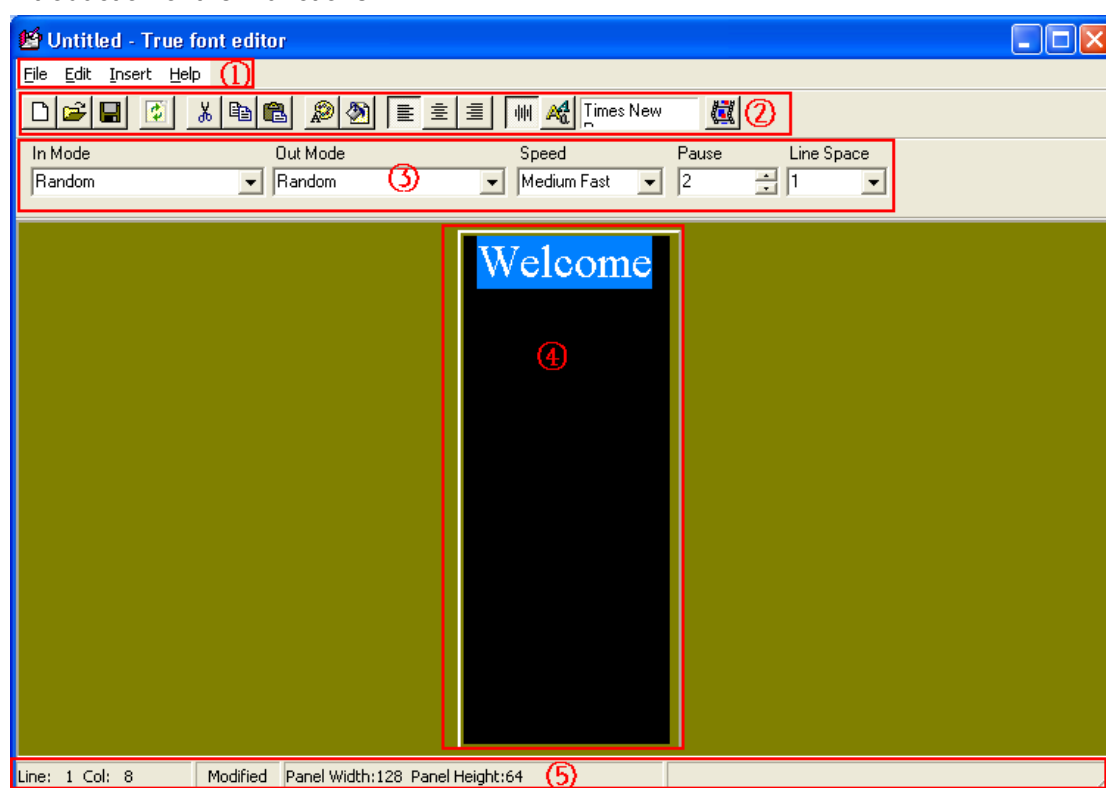 Untitled - True font editor
File Edit Insert Help ①
Times New ②
In Mode Out Mode Speed Pause Line Space
Random Random ③ Medium Fast 2 1
Welcome
④
Line: 1 Col: 8 Modified Panel Width:128 Panel Height:64 ⑤